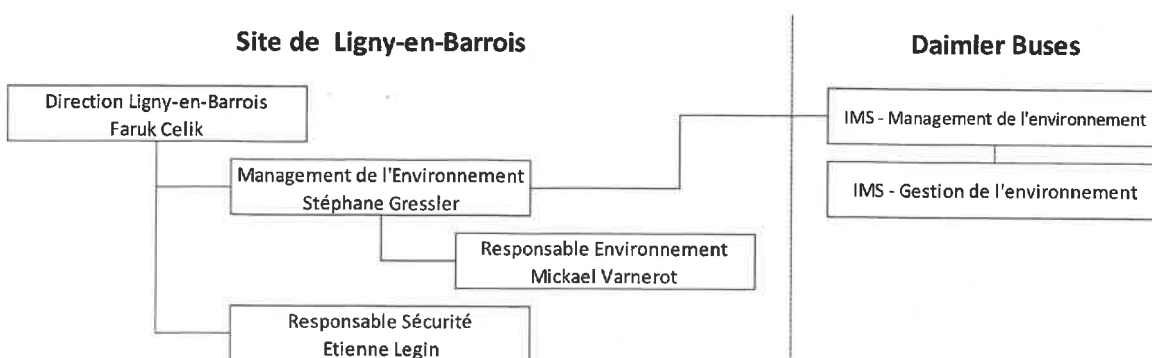 Site de Ligny-en-Barrois
Daimler Buses
Direction Ligny-en-Barrois
Faruk Celik
IMS - Management de l'environnement
Management de l'Environnement
Stéphane Gressler
IMS - Gestion de l'environnement
Responsable Environnement
Mickael Varnerot
Responsable Sécurité
Etienne Legin